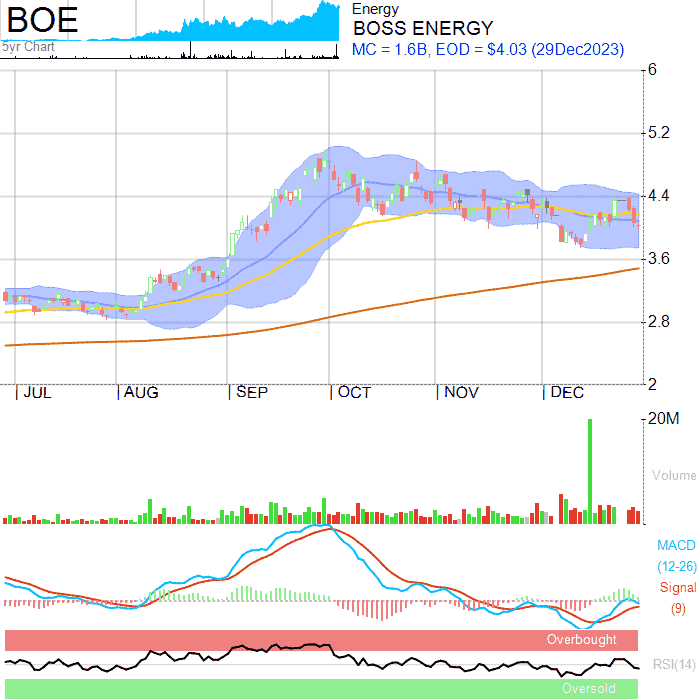 BOE
5yr Chart
Energy
BOSS ENERGY
MC = 1.6B, EOD = $4.03 (29Dec2023)
6
5.2
4.4
3.6
2.8
2
JUL
AUG
SEP
OCT
NOV
DEC
20M
Volume
MACD
(12-26)
Signal
(9)
Overbought
RSI(14)
Oversold